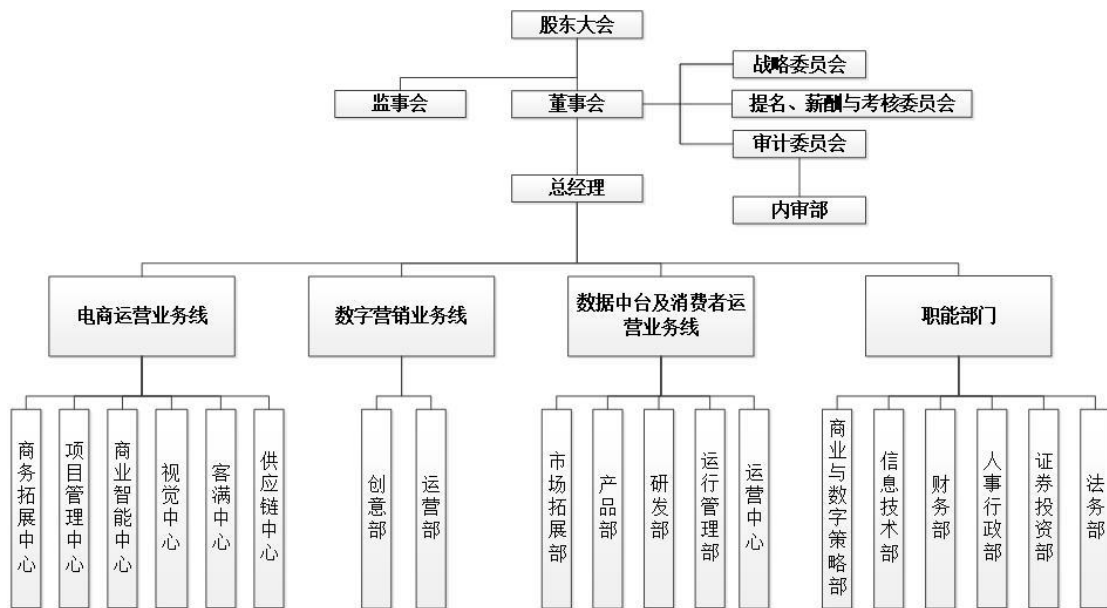 股东大会
战略委员会
监事会
董事会
提名、薪酬与考核委员会
审计委员会
总经理
内审部
电商运营业务线
数字营销业务线
数据中台及消费者运
营业务线
职能部门
商务拓展中心
项目管理中心
商业智能中心
视觉中心
客满中心
供应链中心
创意部
运营部
市场拓展部
产品部
研发部
运行管理部
运营中心
商业与数字策略部
信息技术部
财务部
人事行政部
证券投资部
法务部